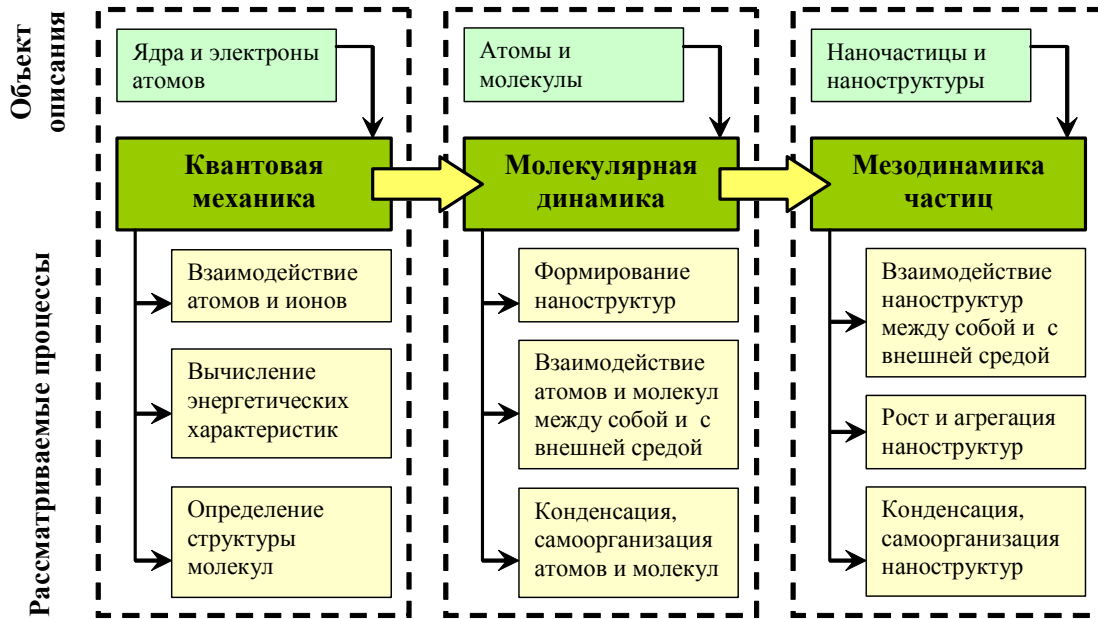 Объект
описания
Ядра и электроны
атомов
Атомы и
молекулы
Наночастицы и
наноструктуры
Квантовая
механика
Молекулярная
динамика
Мезодинамика
частиц
Рассматриваемые процессы
Взаимодействие
атомов и ионов
Вычисление
энергетических
характеристик
Определение
структуры
молекул
Формирование
наноструктур
Взаимодействие
атомов и молекул
между собой и с
внешней средой
Конденсация,
самоорганизация
атомов и молекул
Взаимодействие
наноструктур
между собой и с
внешней средой
Рост и агрегация
наноструктур
Конденсация,
самоорганизация
наноструктур